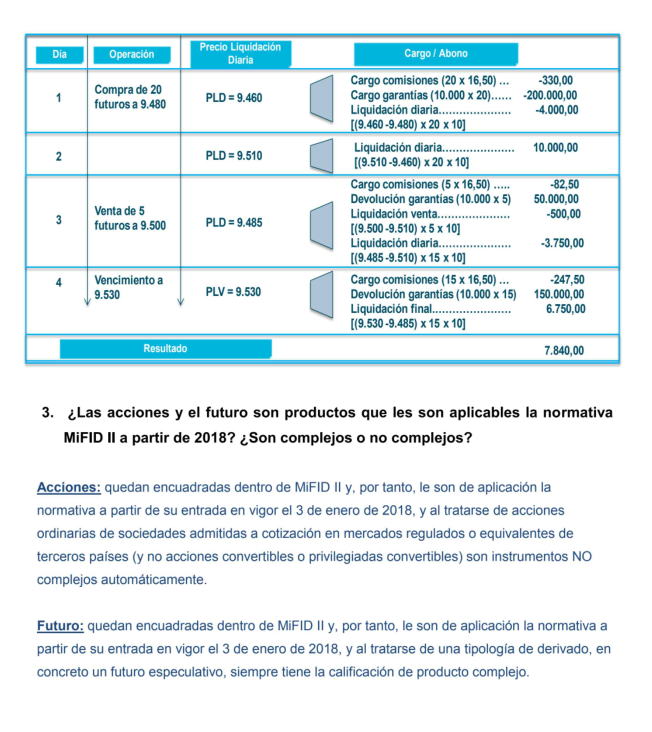 Día Operación Precio Liquidación Diaria Cargo / Abono
1 Compra de 20 futuros a 9.480 PLD = 9.460
Cargo comisiones (20 x 16,50) ... -330,00
Cargo garantías (10.000 x 20)...... -200.000,00
Liquidación diaria...................... -4.000,00
[(9.460 -9.480) x 20 x 10]
2 PLD = 9.510
Liquidación diaria...................... 10.000,00
[(9.510 -9.460) x 20 x 10]
3 Venta de 5 futuros a 9.500 PLD = 9.485
Cargo comisiones (5 x 16,50) ..... -82,50
Devolución garantías (10.000 x 5) 50.000,00
Liquidación venta..................... -500,00
[(9.500 -9.510) x 5 x 10]
Liquidación diaria...................... -3.750,00
[(9.485 -9.510) x 15 x 10]
4 Vencimiento a 9.530 PLV = 9.530
Cargo comisiones (15 x 16,50) ... -247,50
Devolución garantías (10.000 x 15) 150.000,00
Liquidación final....................... 6.750,00
[(9.530 -9.485) x 15 x 10]
Resultado 7.840,00
3. ¿Las acciones y el futuro son productos que les son aplicables la normativa
MiFID II a partir de 2018? ¿Son complejos o no complejos?
Acciones: quedan encuadradas dentro de MiFID II y, por tanto, le son de aplicación la
normativa a partir de su entrada en vigor el 3 de enero de 2018, y al tratarse de acciones
ordinarias de sociedades admitidas a cotización en mercados regulados o equivalentes de
terceros países (y no acciones convertibles o privilegiadas convertibles) son instrumentos NO
complejos automáticamente.
Futuro: quedan encuadradas dentro de MiFID II y, por tanto, le son de aplicación la normativa a
partir de su entrada en vigor el 3 de enero de 2018, y al tratarse de una tipología de derivado, en
concreto un futuro especulativo, siempre tiene la calificación de producto complejo.